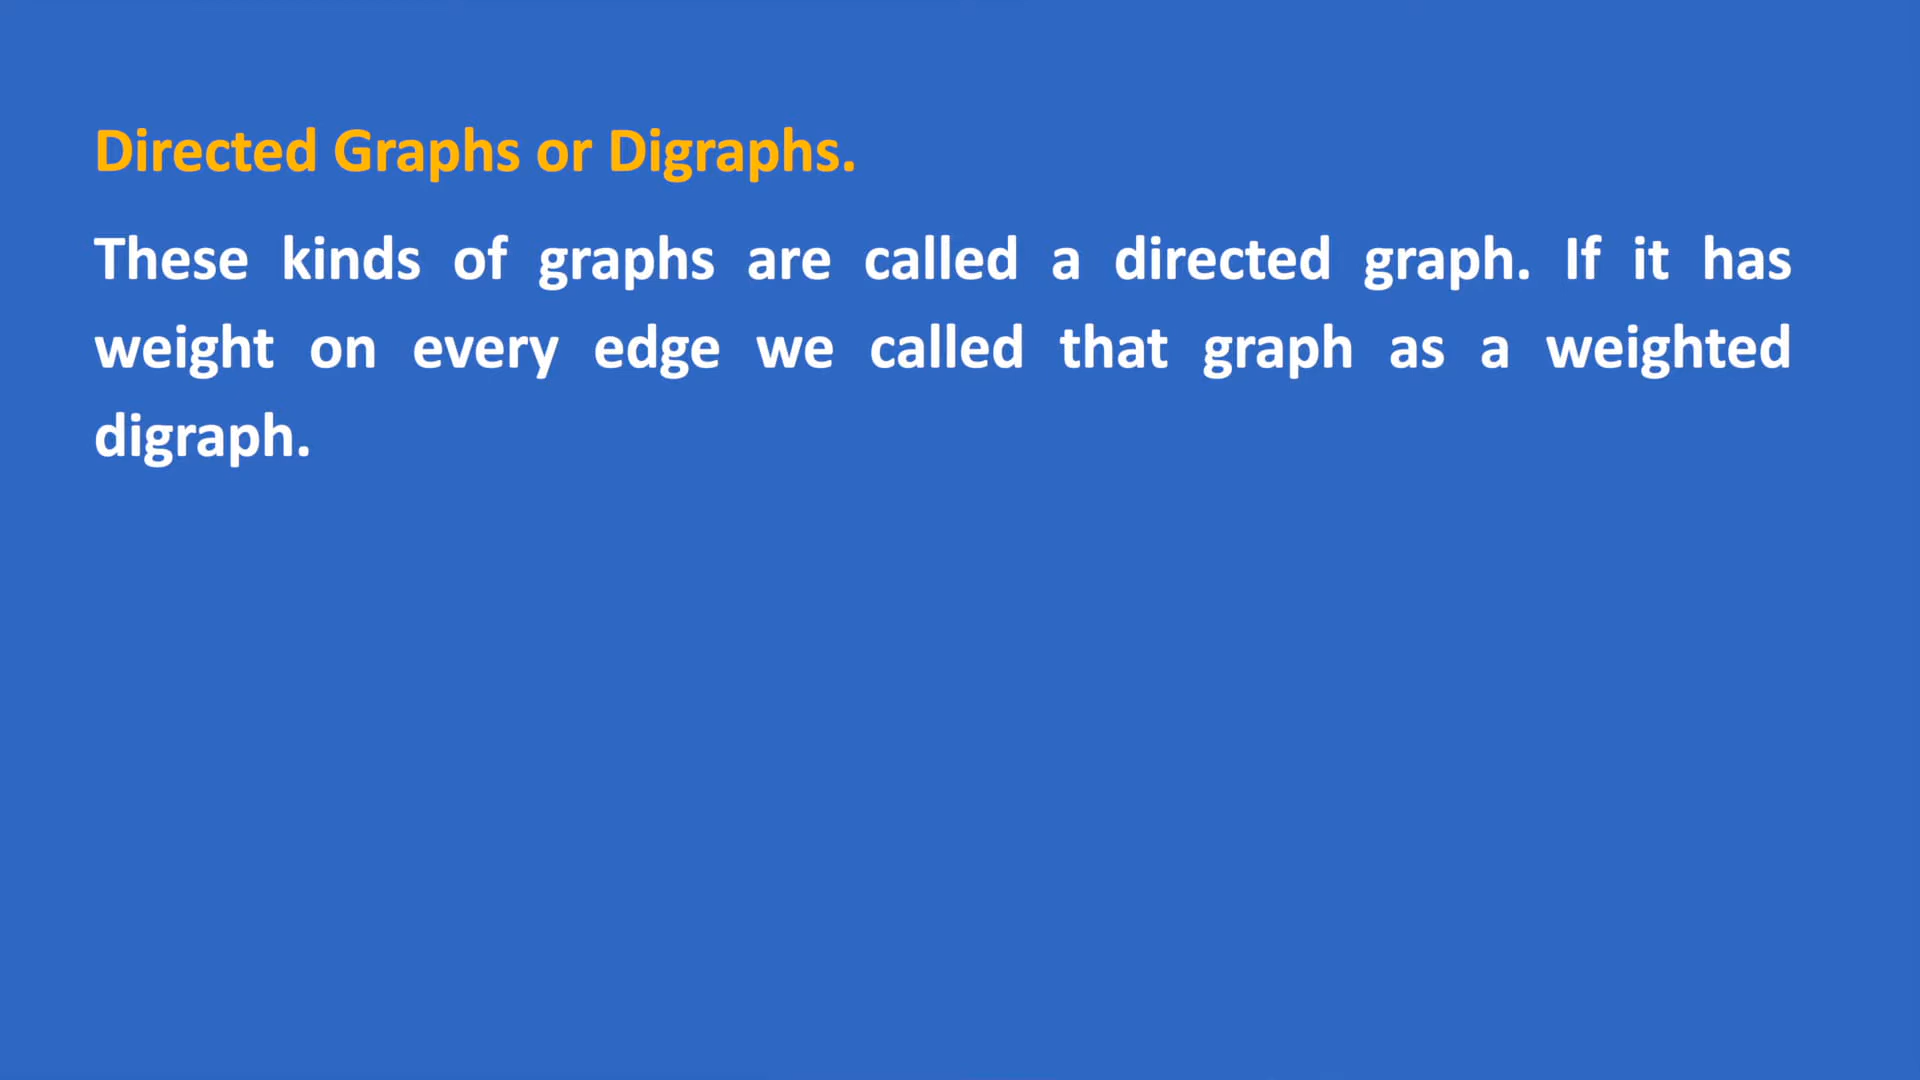 Directed Graphs or Digraphs.
These kinds of graphs are called a directed graph. If it has
weight on every edge we called that graph as a weighted
digraph.